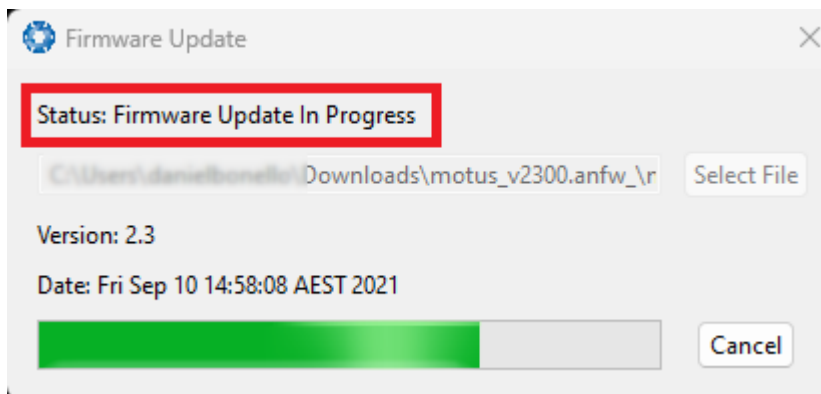 Firmware Update
Status: Firmware Update In Progress
Downloads\motus_v2300.anfw_\r Select File
Version: 2.3
Date: Fri Sep 10 14:58:08 AEST 2021
Cancel